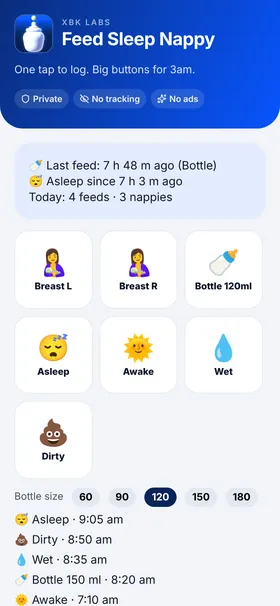 XBK LABS
Feed Sleep Nappy
One tap to log. Big buttons for 3am.
Private No tracking No ads
🍼 Last feed: 7 h 48 m ago (Bottle)
😴 Asleep since 7 h 3 m ago
Today: 4 feeds · 3 nappies
Breast L Breast R Bottle 120ml
Asleep Awake Wet
Dirty
Bottle size 60 90 120 150 180
😴 Asleep · 9:05 am
💩 Dirty · 8:50 am
💧 Wet · 8:35 am
🍼 Bottle 150 ml · 8:20 am
🌞 Awake · 7:10 am